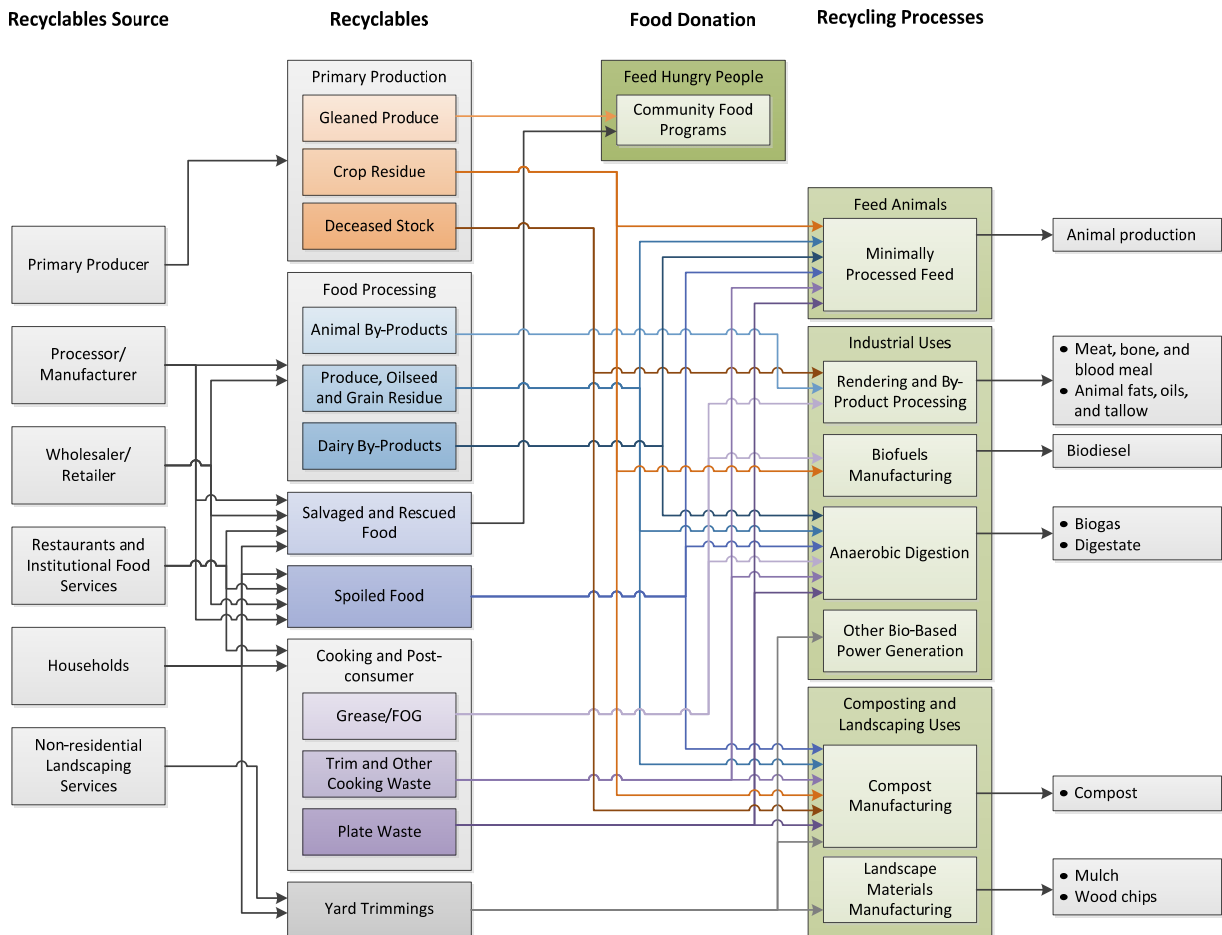 Recyclables Source
Recyclables
Food Donation
Recycling Processes
Primary Producer
Processor/
Manufacturer
Wholesaler/
Retailer
Restaurants and
Institutional Food
Services
Households
Non-residential
Landscaping
Services
Primary Production
Gleaned Produce
Crop Residue
Deceased Stock
Food Processing
Animal By-Products
Produce, Oilseed
and Grain Residue
Dairy By-Products
Salvaged and Rescued
Food
Spoiled Food
Cooking and Post-
consumer
Grease/FOG
Trim and Other
Cooking Waste
Plate Waste
Yard Trimmings
Feed Hungry People
Community Food
Programs
Feed Animals
Minimally
Processed Feed
Industrial Uses
Rendering and By-
Product Processing
Biofuels
Manufacturing
Anaerobic Digestion
Other Bio-Based
Power Generation
Composting and
Landscaping Uses
Compost
Manufacturing
Landscape
Materials
Manufacturing
Animal production
• Meat, bone, and
blood meal
• Animal fats, oils,
and tallow
Biodiesel
• Biogas
• Digestate
• Compost
• Mulch
• Wood chips